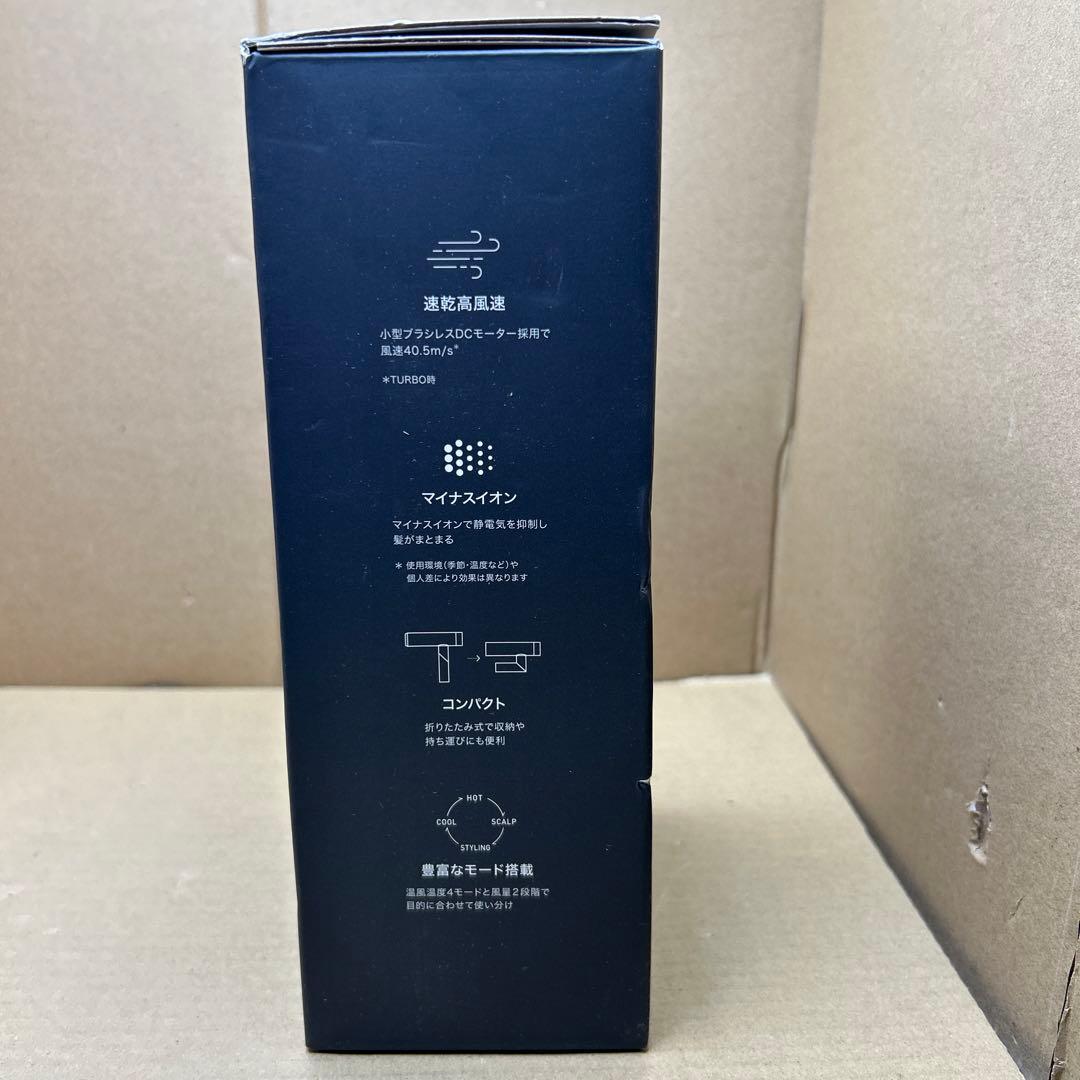 速乾高風速
小型ブラシレスDCモーター採用で
風速40.5m/s*
*TURBO時
マイナスイオン
マイナスイオンで静電気を抑制し
髪がまとまる
* 使用環境(季節・温度など)や
個人差により効果は異なります
コンパクト
折りたたみ式で収納や
持ち運びにも便利
HOT
COOL
SCALP
STYLING
豊富なモード搭載
温風温度4モードと風量2段階で
目的に合わせて使い分け